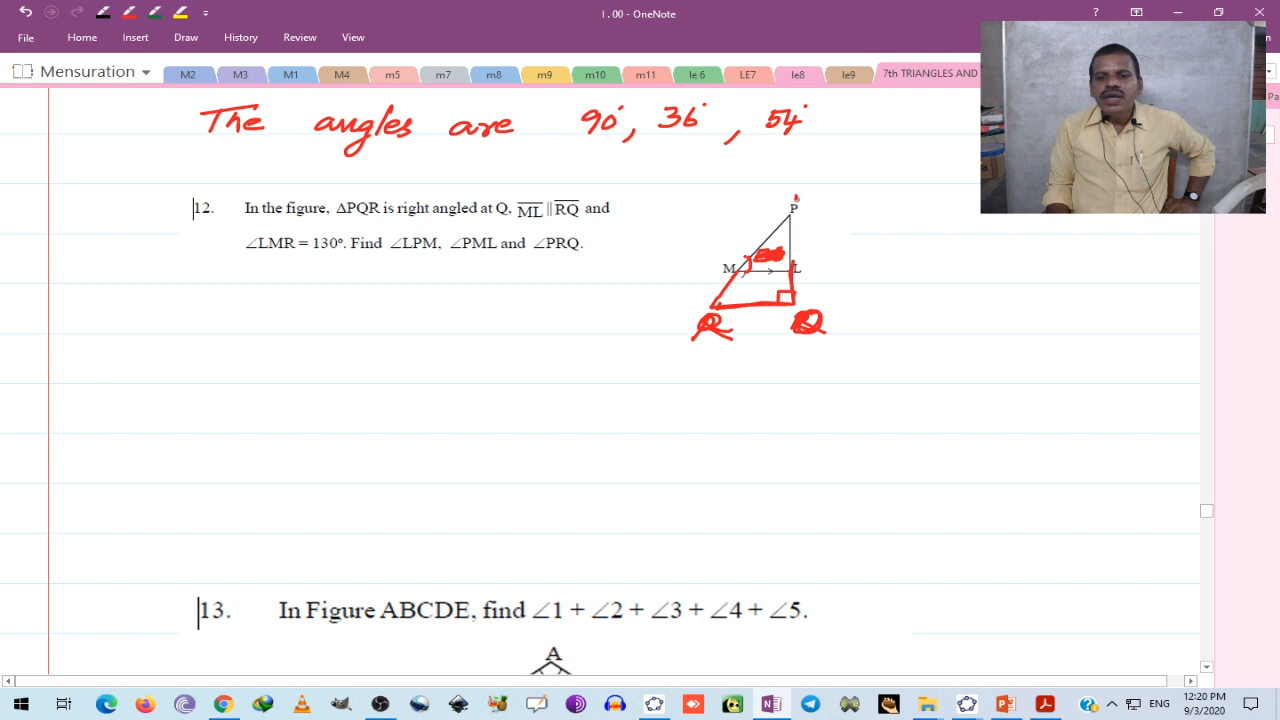 1.00 - OneNote
?
File Home Insert Draw History Review View
Mensuration M2 M3 M1 M4 m5 m7 m8 m9 m10 m11 le 6 LE7 le8 le9 7th TRIANGLES AND
The angles are 90°, 36°, 54°
12. In the figure, ΔPQR is right angled at Q, ML || RQ and
∠LMR = 130°. Find ∠LPM, ∠PML and ∠PRQ.
P
M L
R Q
13. In Figure ABCDE, find ∠1 + ∠2 + ∠3 + ∠4 + ∠5.
A
ENG
12:20 PM
9/3/2020